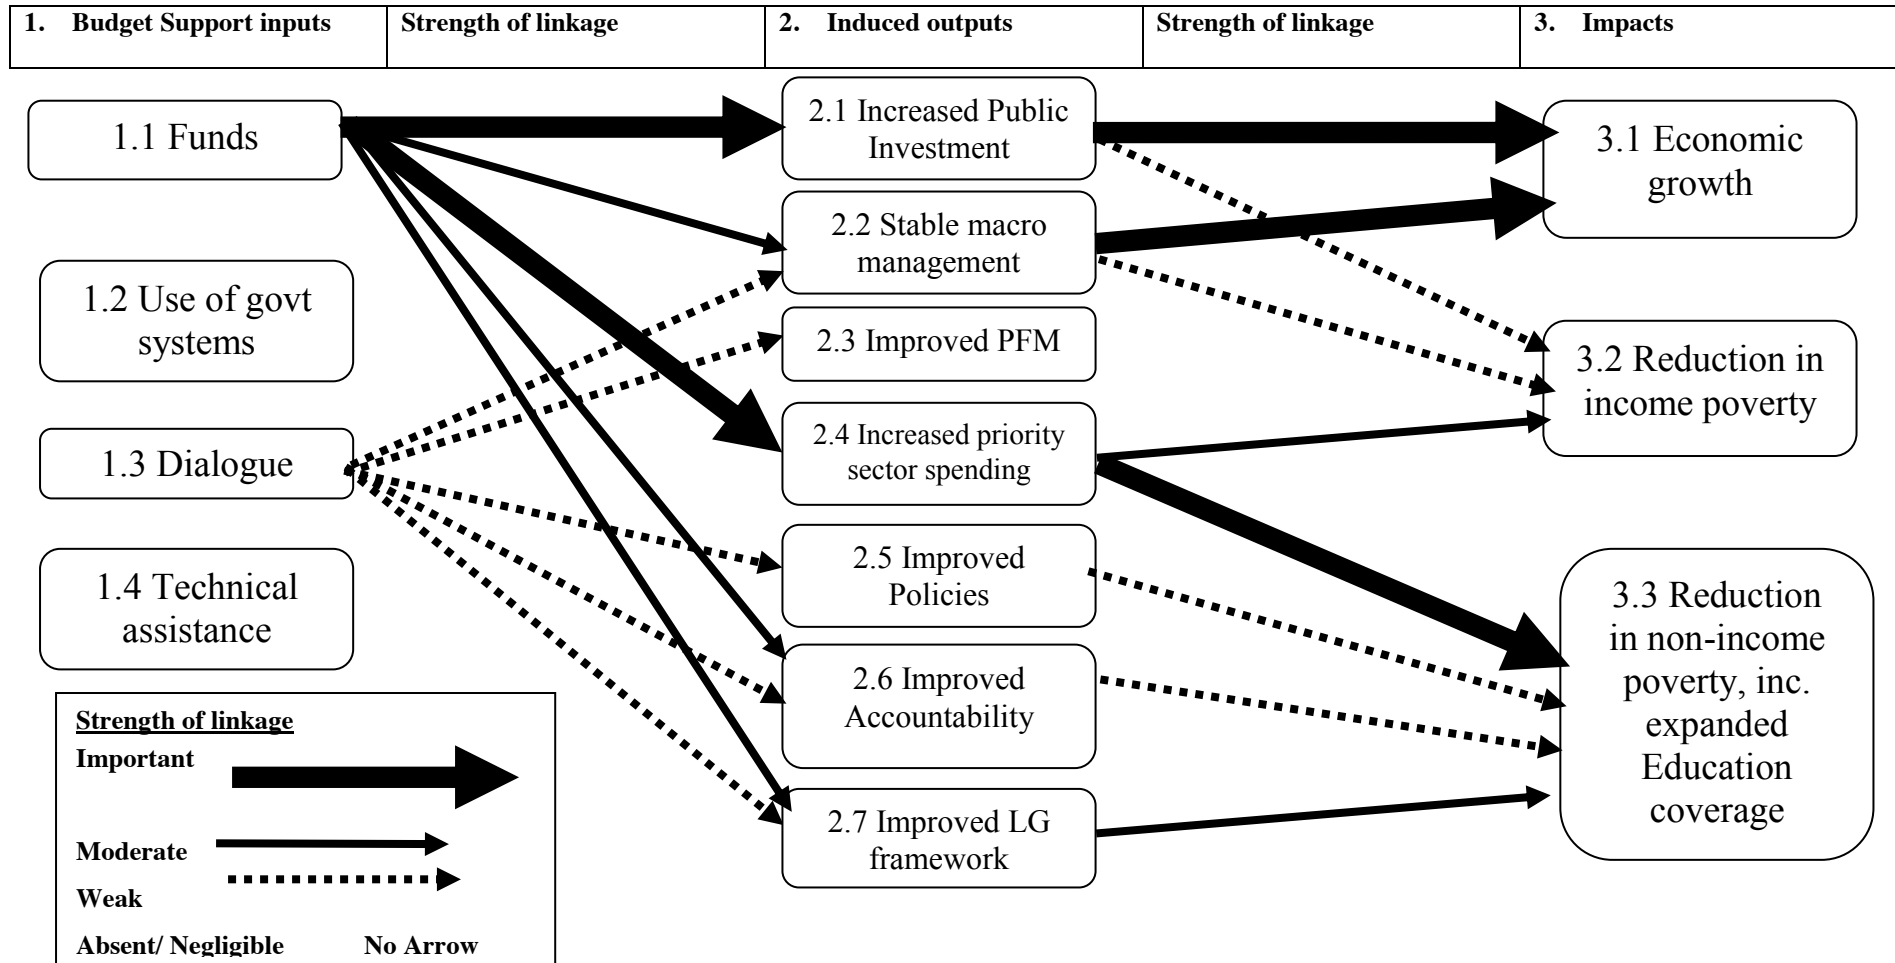 1. Budget Support inputs
Strength of linkage
2. Induced outputs
Strength of linkage
3. Impacts
1.1 Funds
1.2 Use of govt
systems
1.3 Dialogue
1.4 Technical
assistance
2.1 Increased Public
Investment
2.2 Stable macro
management
2.3 Improved PFM
2.4 Increased priority
sector spending
2.5 Improved
Policies
2.6 Improved
Accountability
2.7 Improved LG
framework
3.1 Economic
growth
3.2 Reduction in
income poverty
3.3 Reduction
in non-income
poverty, inc.
expanded
Education
coverage
Strength of linkage
Important
Moderate
Weak
Absent/ Negligible No Arrow